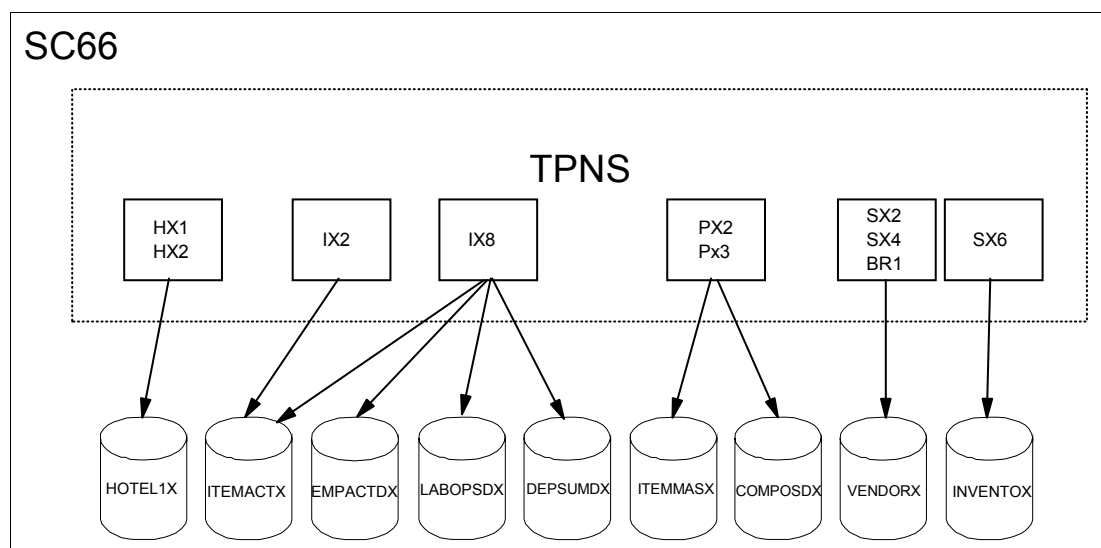 SC66
TPNS
HX1
HX2
IX2
IX8
PX2
Px3
SX2
SX4
BR1
SX6
HOTEL1X
ITEMACTX
EMPACTDX
LABOPSDX
DEPSUMDX
ITEMMASX
COMPOSDX
VENDORX
INVENTOX